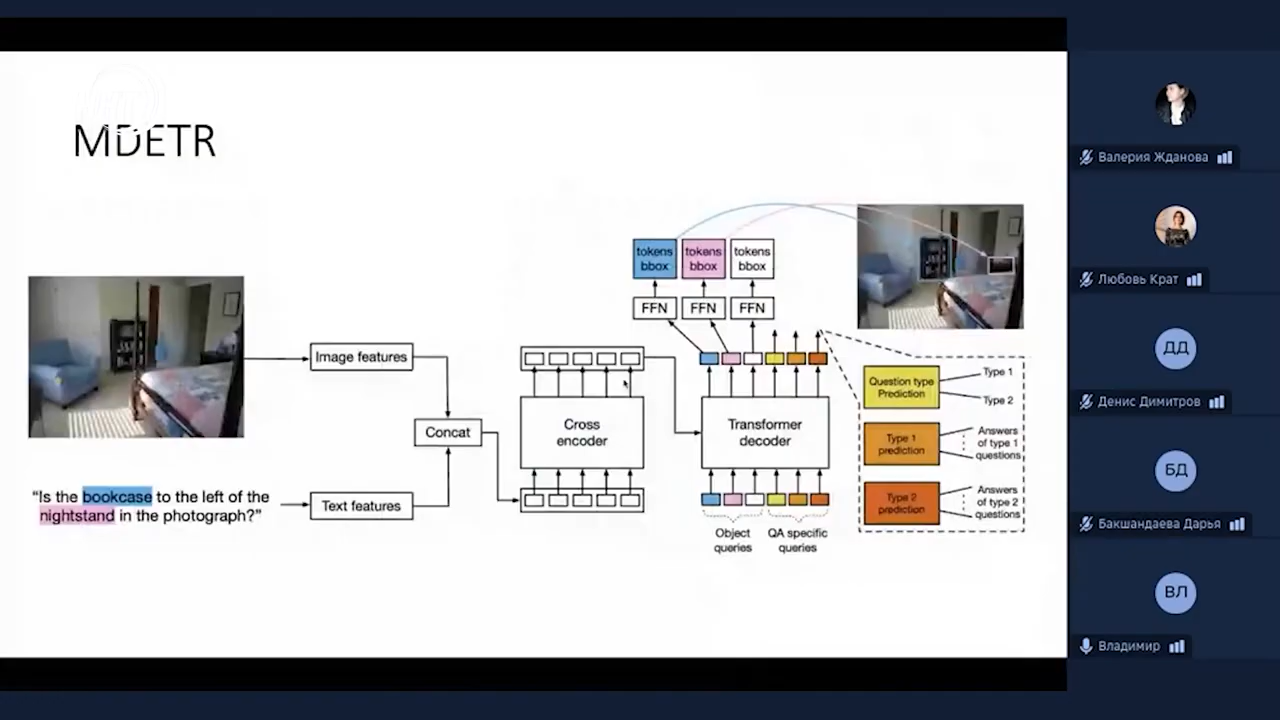 MDETR
"Is the bookcase to the left of the
nightstand in the photograph?"
Image features
Text features
Concat
Cross
encoder
Transformer
decoder
Object
queries
QA specific
queries
FFN
FFN
FFN
tokens
bbox
tokens
bbox
tokens
bbox
Question type
Prediction
Type 1
Type 2
Type 1
prediction
Answers
of type 1
questions
Type 2
prediction
Answers
of type 2
questions
Валерия Жданова
Любовь Крат
ДД
Денис Димитров
БД
Бакшандаева Дарья
ВЛ
Владимир